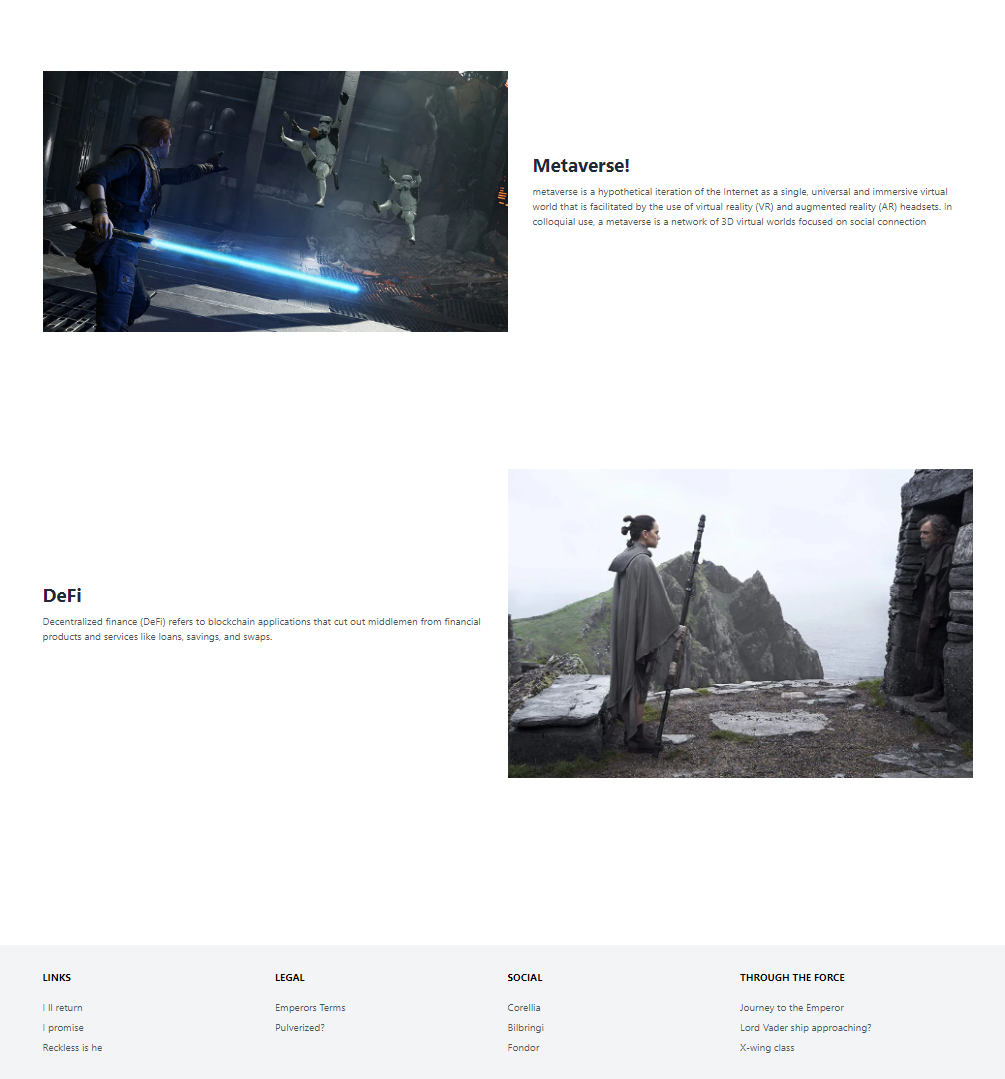 Metaverse!
metaverse is a hypothetical iteration of the Internet as a single, universal and immersive virtual
world that is facilitated by the use of virtual reality (VR) and augmented reality (AR) headsets. In
colloquial use, a metaverse is a network of 3D virtual worlds focused on social connection
DeFi
Decentralized finance (DeFi) refers to blockchain applications that cut out middlemen from financial
products and services like loans, savings, and swaps.
LINKS
I ll return
I promise
Reckless is he
LEGAL
Emperors Terms
Pulverized?
SOCIAL
Corellia
Bilbringi
Fondor
THROUGH THE FORCE
Journey to the Emperor
Lord Vader ship approaching?
X-wing class